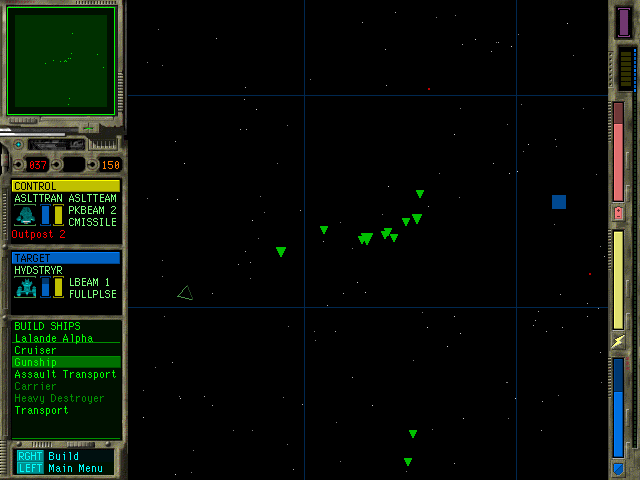 037 150
CONTROL
ASLTTRAN ASLTTEAM
PKBEAM 2
CMISSILE
Outpost 2
TARGET
HVDSTRYR
LBEAM 1
FULLPLSE
BUILD SHIPS
Lalande Alpha
Cruiser
Gunship
Assault Transport
Carrier
Heavy Destroyer
Transport
RGHT Build
LEFT Main Menu